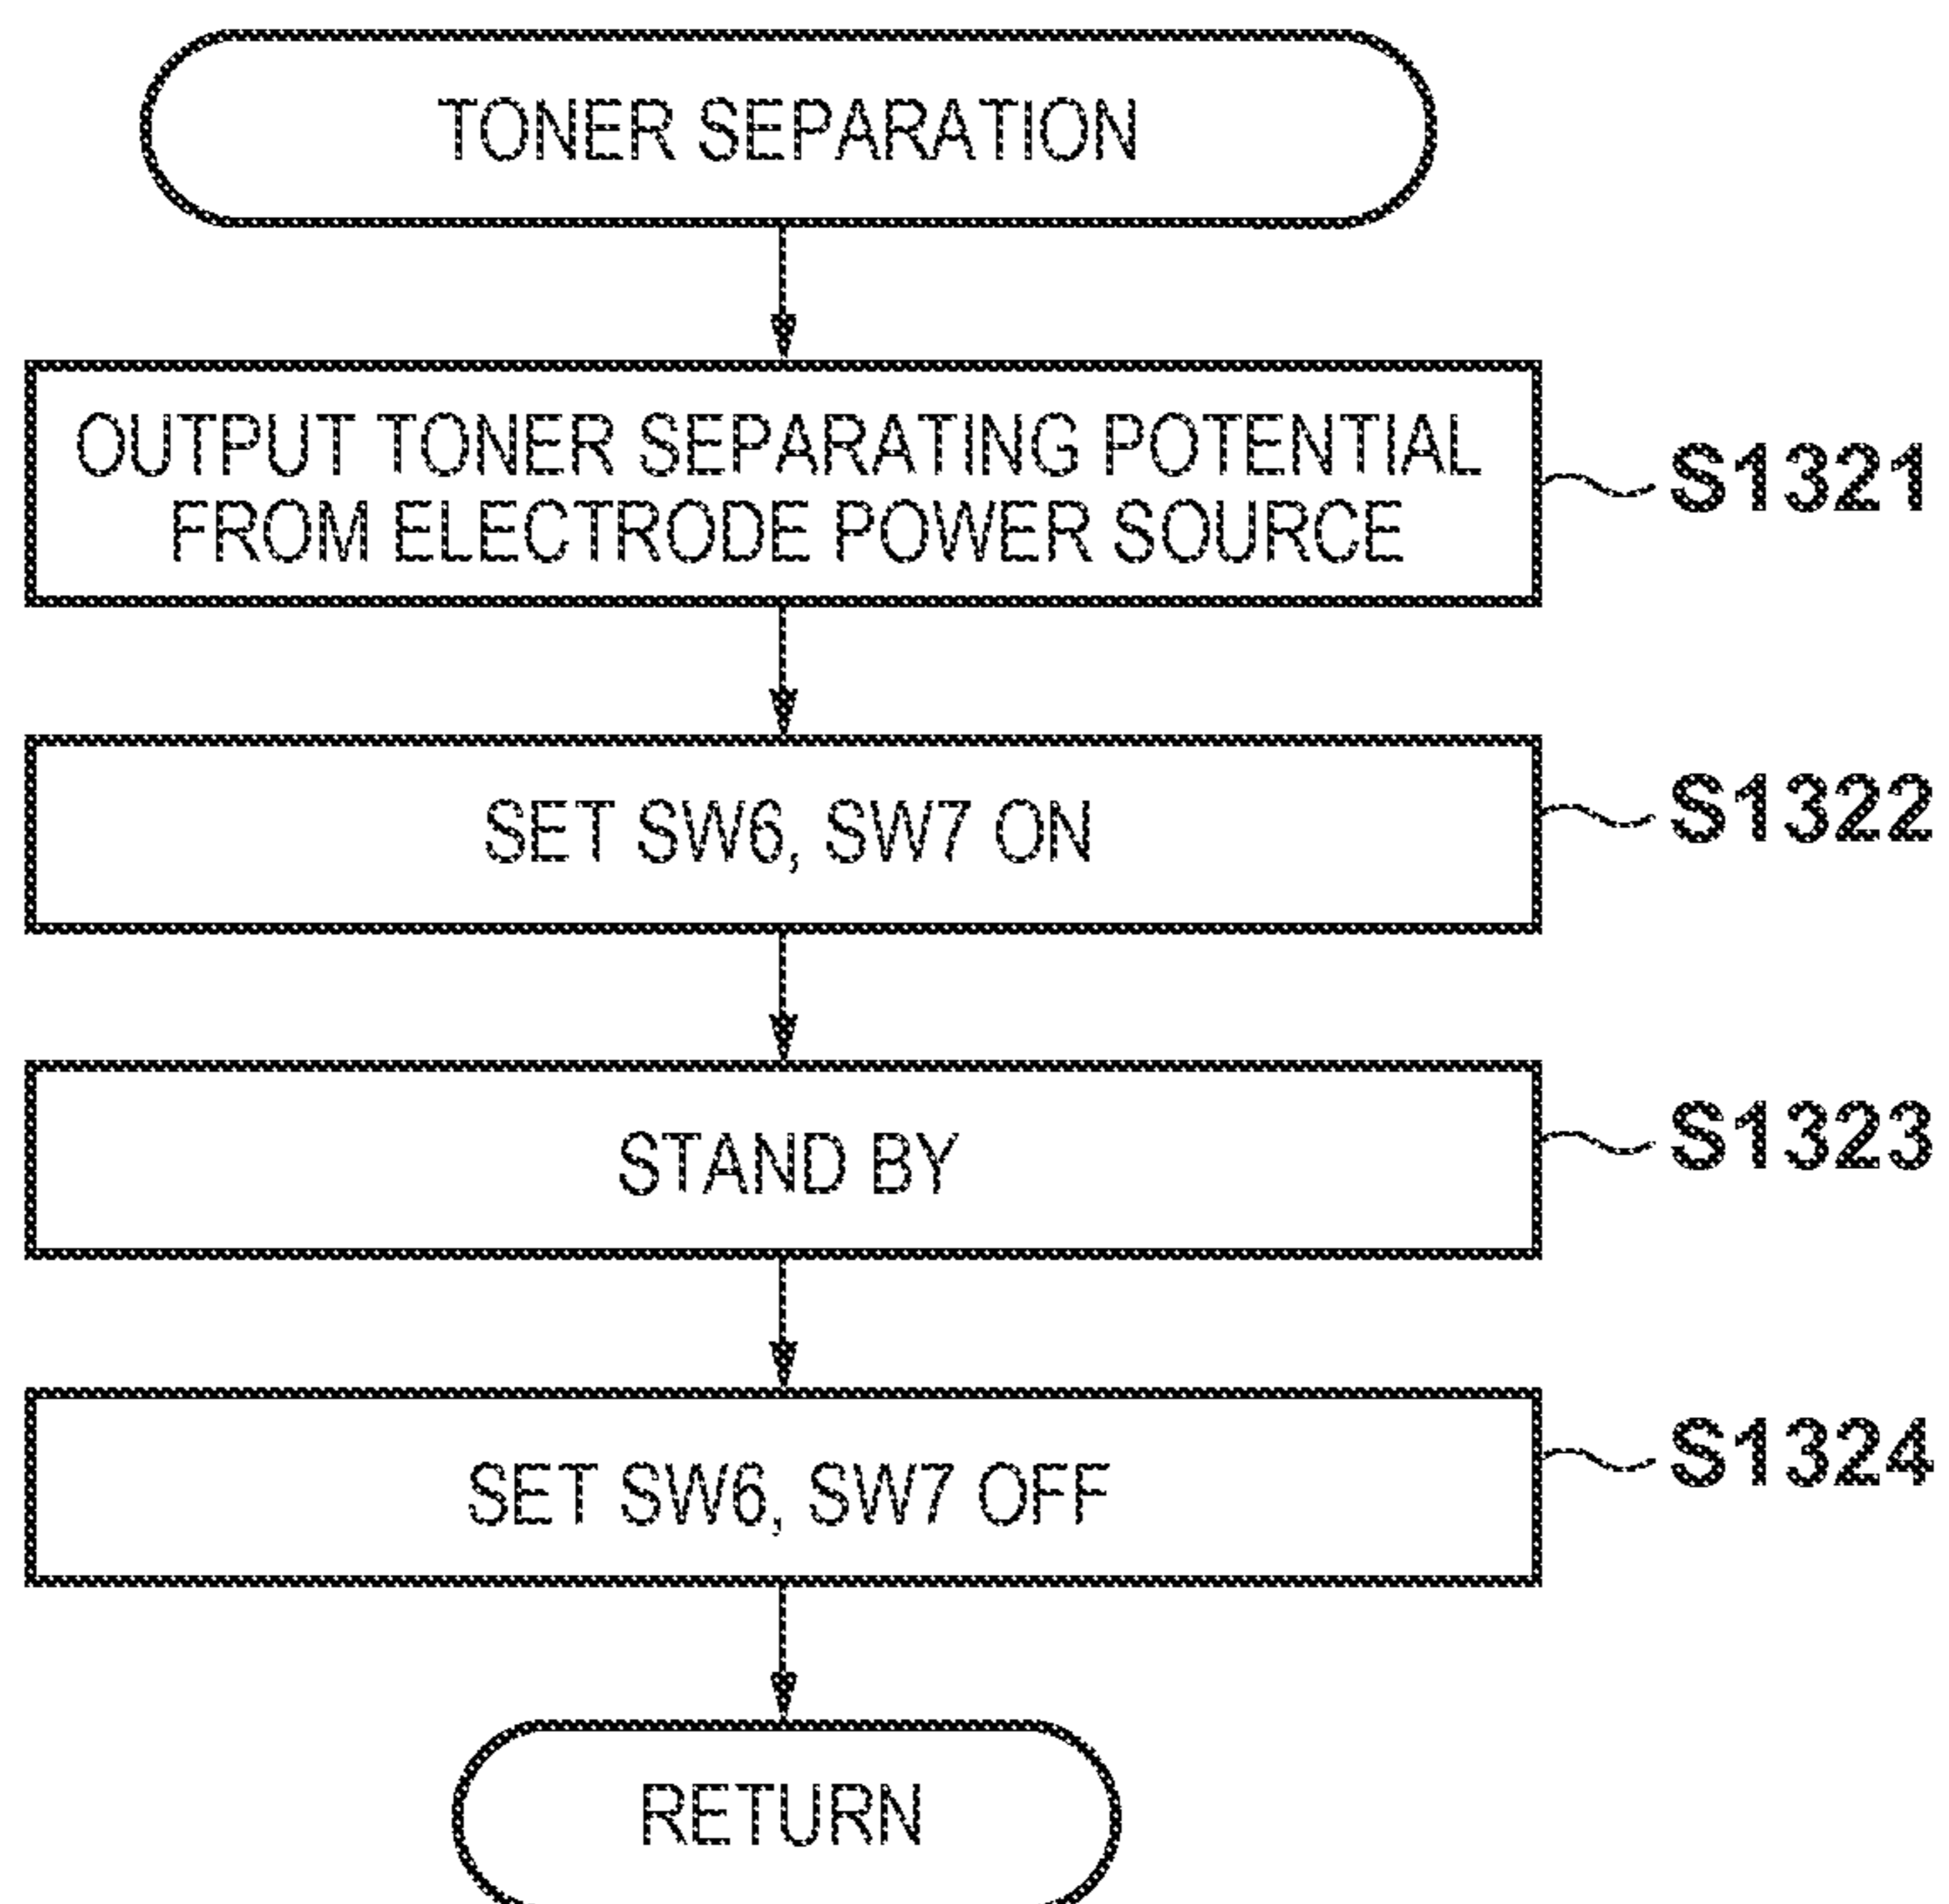 TONER SEPARATION
OUTPUT TONER SEPARATING POTENTIAL
FROM ELECTRODE POWER SOURCE
S1321
SET SW6, SW7 ON
S1322
STAND BY
S1323
SET SW6, SW7 OFF
S1324
RETURN